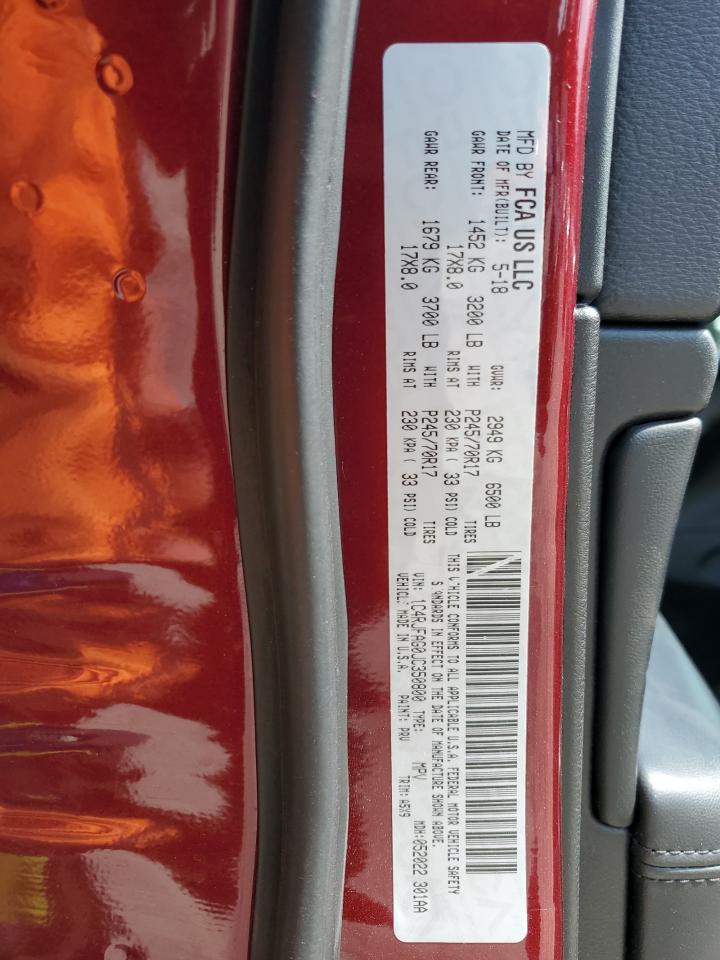 MFD BY FCA US LLC
DATE OF MFR(BUILT): 5-18 GVWR: 2949 KG 6500 LB
GAWR FRONT: 1452 KG 3200 LB WITH P245/70R17 TIRES
17X8.0 RIMS AT 230 KPA ( 33 PSI) COLD
GAWR REAR: 1679 KG 3700 LB WITH P245/70R17 TIRES
17X8.0 RIMS AT 230 KPA ( 33 PSI) COLD
THIS VEHICLE CONFORMS TO ALL APPLICABLE U.S.A. FEDERAL MOTOR VEHICLE SAFETY
STANDARDS IN EFFECT ON THE DATE OF MANUFACTURE SHOWN ABOVE.
VIN: 1C4RJFAG0JC350800 TYPE: MPV MDH:052022 301AA
VEHICLE MADE IN U.S.A. PAINT: PRV TRIM: A5X9